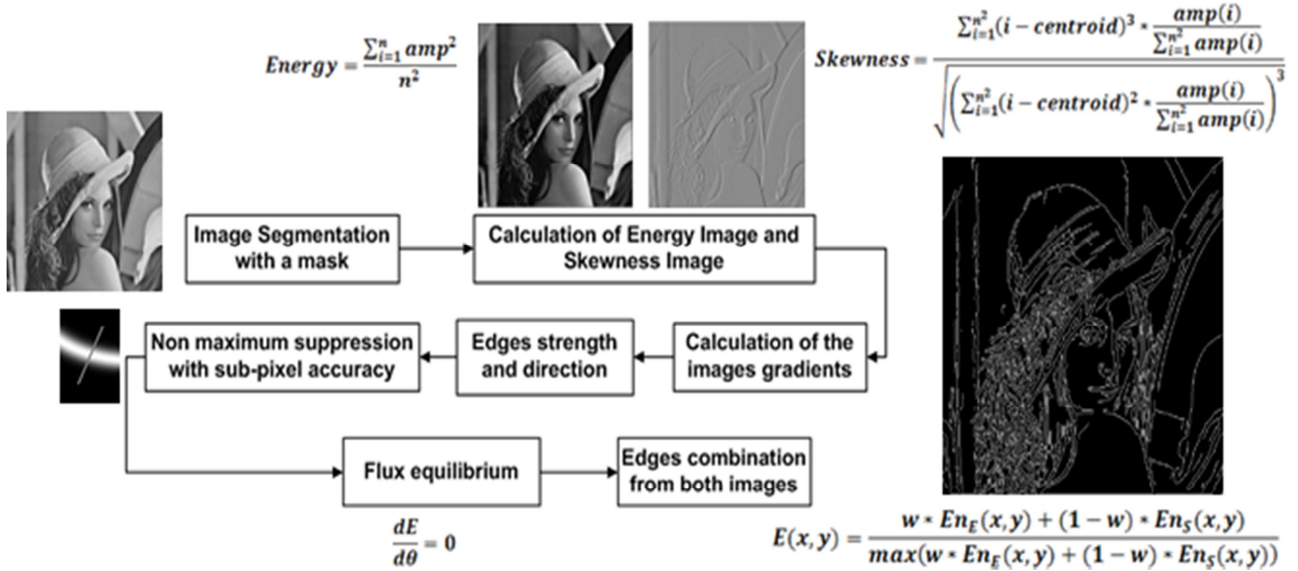 Energy = \frac{\sum_{i=1}^{n} amp^2}{n^2}
Skewness = \frac{\sum_{i=1}^{n^2} (i - centroid)^3 * \frac{amp(i)}{\sum_{i=1}^{n^2} amp(i)}}{\sqrt{\left(\sum_{i=1}^{n^2} (i - centroid)^2 * \frac{amp(i)}{\sum_{i=1}^{n^2} amp(i)}\right)^3}}
Image Segmentation
with a mask
Calculation of Energy Image and
Skewness Image
Non maximum suppression
with sub-pixel accuracy
Edges strength
and direction
Calculation of the
images gradients
Flux equilibrium
Edges combination
from both images
\frac{dE}{d\theta} = 0
E(x, y) = \frac{w * En_E(x, y) + (1 - w) * En_S(x, y)}{max(w * En_E(x, y) + (1 - w) * En_S(x, y))}